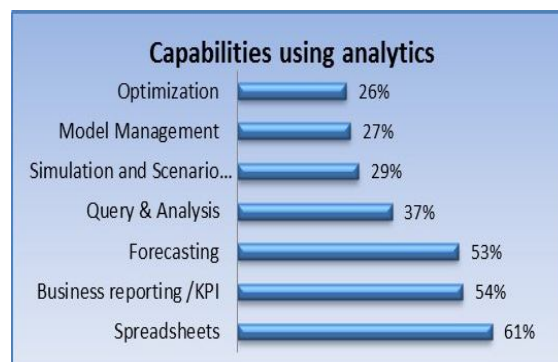 Capabilities using analytics
Optimization 26%
Model Management 27%
Simulation and Scenario... 29%
Query & Analysis 37%
Forecasting 53%
Business reporting /KPI 54%
Spreadsheets 61%